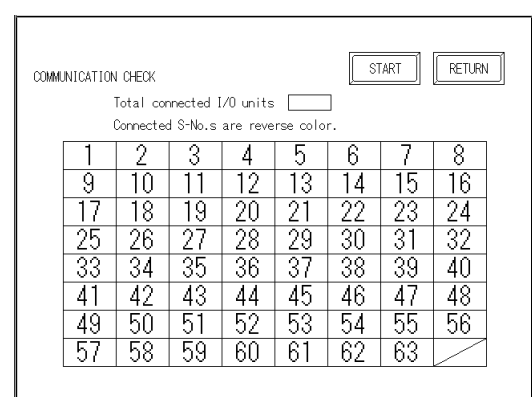 COMMUNICATION CHECK
START
RETURN
Total connected I/O units
Connected S-No.s are reverse color.
1 2 3 4 5 6 7 8
9 10 11 12 13 14 15 16
17 18 19 20 21 22 23 24
25 26 27 28 29 30 31 32
33 34 35 36 37 38 39 40
41 42 43 44 45 46 47 48
49 50 51 52 53 54 55 56
57 58 59 60 61 62 63